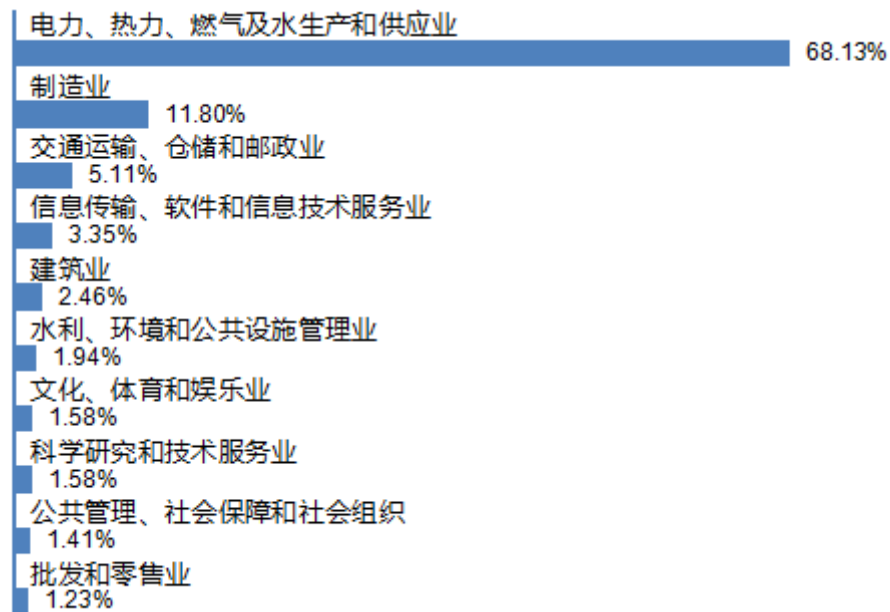 电力、热力、燃气及水生产和供应业
68.13%
制造业
11.80%
交通运输、仓储和邮政业
5.11%
信息传输、软件和信息技术服务业
3.35%
建筑业
2.46%
水利、环境和公共设施管理业
1.94%
文化、体育和娱乐业
1.58%
科学研究和技术服务业
1.58%
公共管理、社会保障和社会组织
1.41%
批发和零售业
1.23%